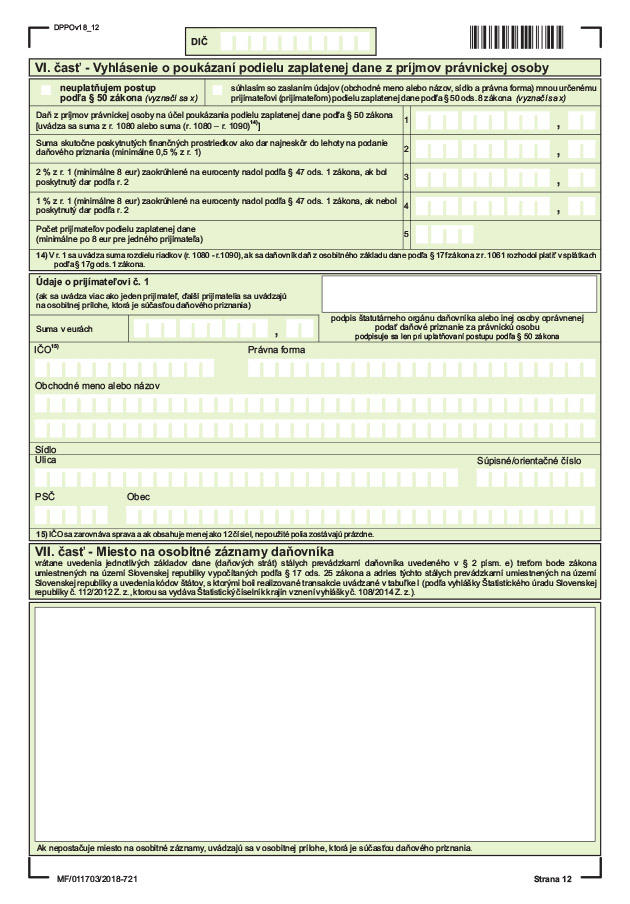 DPPOv18_12
DIČ
VI. časť - Vyhlásenie o poukázaní podielu zaplatenej dane z príjmov právnickej osoby
neuplatňujem postup
podľa § 50 zákona (vyznačí sa x)
súhlasím so zaslaním údajov (obchodné meno alebo názov, sídlo a právna forma) mnou určenému
prijímateľovi (prijímateľom) podielu zaplatenej dane podľa § 50 ods. 8 zákona (vyznačí sa x)
Daň z príjmov právnickej osoby na účel poukázania podielu zaplatenej dane podľa § 50 zákona
[uvádza sa suma z r. 1080 alebo suma (r. 1080 – r. 1090)14)]
1
,
Suma skutočne poskytnutých finančných prostriedkov ako dar najneskôr do lehoty na podanie
daňového priznania (minimálne 0,5 % z r. 1)
2
,
2 % z r. 1 (minimálne 8 eur) zaokrúhlené na eurocenty nadol podľa § 47 ods. 1 zákona, ak bol
poskytnutý dar podľa r. 2
3
,
1 % z r. 1 (minimálne 8 eur) zaokrúhlené na eurocenty nadol podľa § 47 ods. 1 zákona, ak nebol
poskytnutý dar podľa r. 2
4
,
Počet prijímateľov podielu zaplatenej dane
(minimálne po 8 eur pre jedného prijímateľa)
5
14) V r. 1 sa uvádza suma rozdielu riadkov (r. 1080 - r.1090), ak sa daňovník daň z osobitného základu dane podľa § 17f zákona z r. 1061 rozhodol platiť v splátkach
podľa § 17g ods. 1 zákona.
Údaje o prijímateľovi č. 1
(ak sa uvádza viac ako jeden prijímateľ, ďalší prijímatelia sa uvádzajú
na osobitnej prílohe, ktorá je súčasťou daňového priznania)
podpis štatutárneho orgánu daňovníka alebo inej osoby oprávnenej
podať daňové priznanie za právnickú osobu
podpisuje sa len pri uplatňovaní postupu podľa § 50 zákona
Suma v eurách
,
IČO15)
Právna forma
Obchodné meno alebo názov
Sídlo
Ulica
Súpisné/orientačné číslo
PSČ
Obec
15) IČO sa zarovnáva sprava a ak obsahuje menej ako 12 čísiel, nepoužité polia zostávajú prázdne.
VII. časť - Miesto na osobitné záznamy daňovníka
vrátane uvedenia jednotlivých základov dane (daňových strát) stálych prevádzkarní daňovníka uvedeného v § 2 písm. e) treťom bode zákona
umiestnených na území Slovenskej republiky vypočítaných podľa § 17 ods. 25 zákona a adries týchto stálych prevádzkarní umiestnených na území
Slovenskej republiky a uvedenia kódov štátov, s ktorými boli realizované transakcie uvádzané v tabuľke I (podľa vyhlášky Štatistického úradu Slovenskej
republiky č. 112/2012 Z. z., ktorou sa vydáva Štatistický číselník krajín v znení vyhlášky č. 108/2014 Z. z.).
Ak nepostačuje miesto na osobitné záznamy, uvádzajú sa v osobitnej prílohe, ktorá je súčasťou daňového priznania.
MF/011703/2018-721
Strana 12